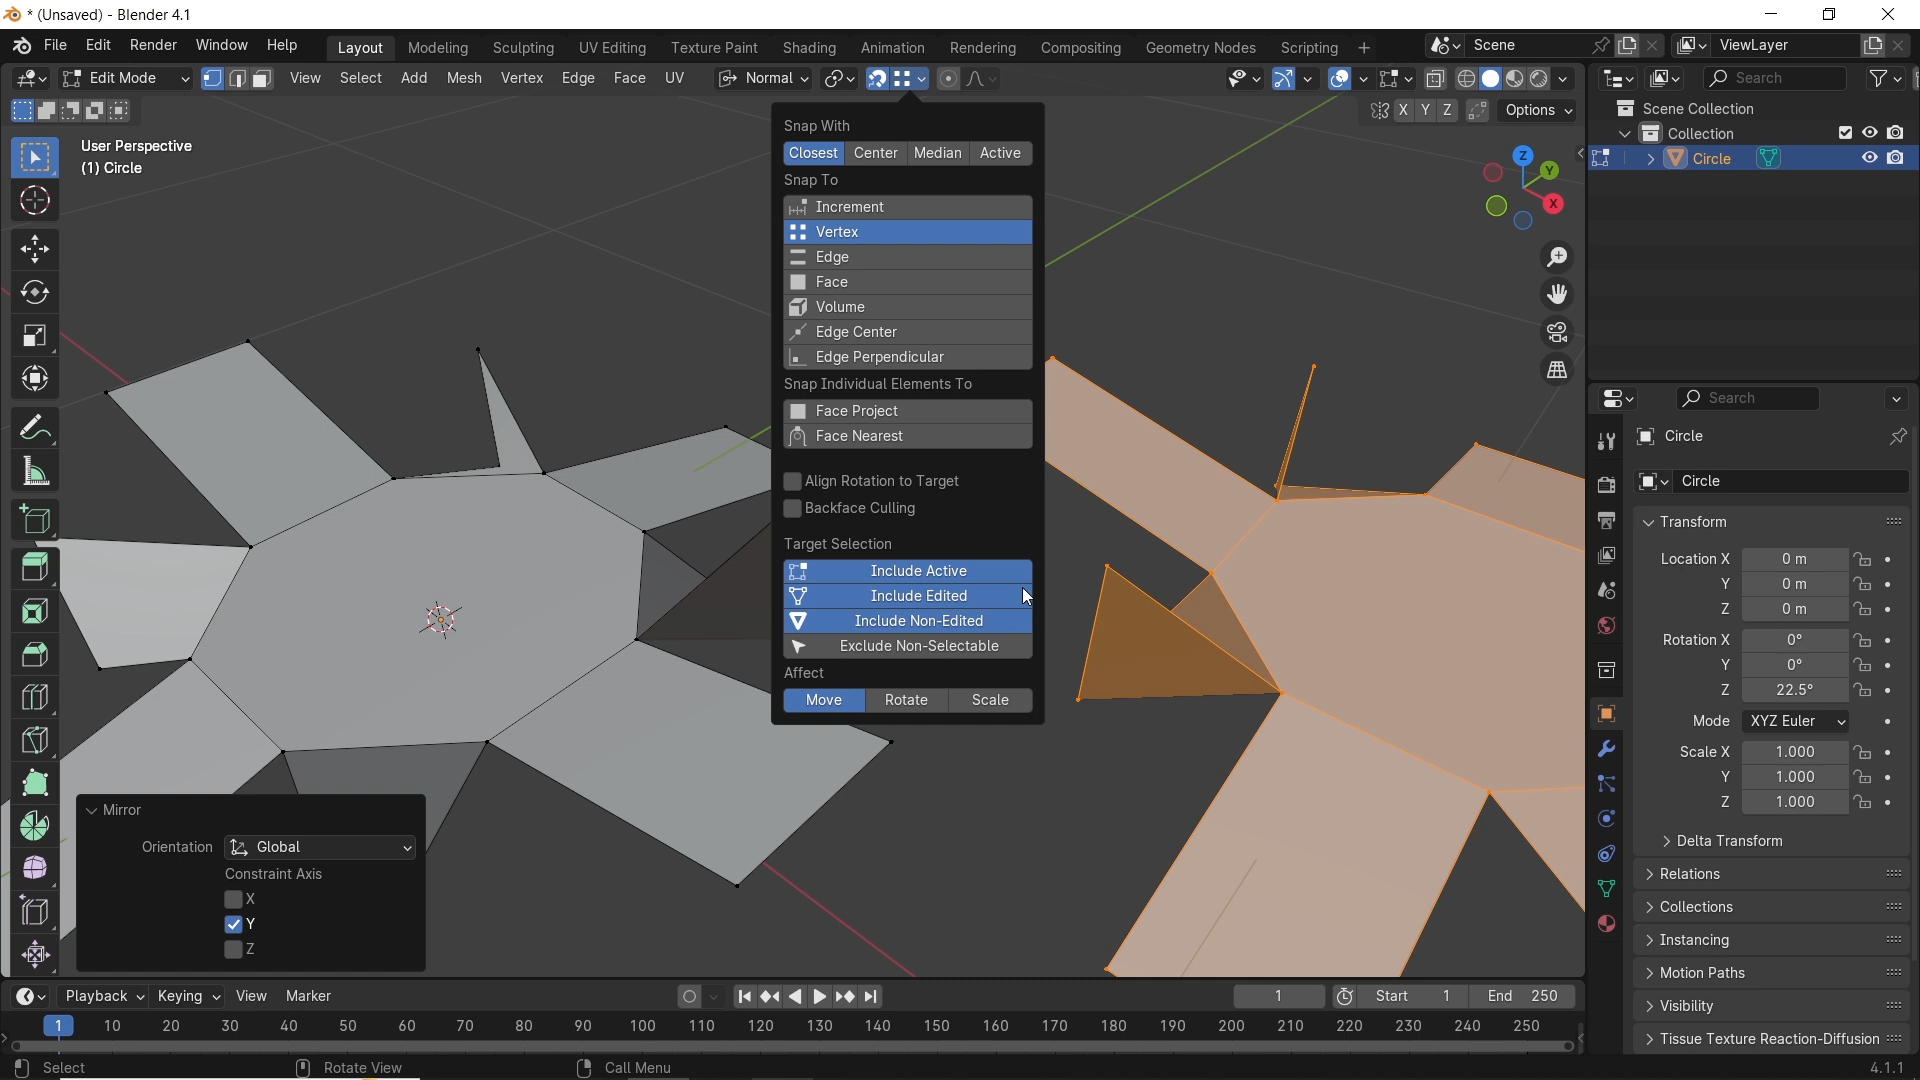 * (Unsaved) - Blender 4.1
File Edit Render Window Help Layout Modeling Sculpting UV Editing Texture Paint Shading Animation Rendering Compositing Geometry Nodes Scripting + Scene ViewLayer
Edit Mode View Select Add Mesh Vertex Edge Face UV Normal Search
X Y Z Options
User Perspective
(1) Circle
Snap With
Closest Center Median Active
Snap To
Increment
Vertex
Edge
Face
Volume
Edge Center
Edge Perpendicular
Snap Individual Elements To
Face Project
Face Nearest
Align Rotation to Target
Backface Culling
Target Selection
Include Active
Include Edited
Include Non-Edited
Exclude Non-Selectable
Affect
Move Rotate Scale
Z
Y
X
Mirror
Orientation Global
Constraint Axis
X
Y
Z
Scene Collection
Collection
Circle
Search
Circle
Circle
Transform
Location X 0 m
Y 0 m
Z 0 m
Rotation X 0°
Y 0°
Z 22.5°
Mode XYZ Euler
Scale X 1.000
Y 1.000
Z 1.000
Delta Transform
Relations
Collections
Instancing
Motion Paths
Visibility
Tissue Texture Reaction-Diffusion
Playback Keying View Marker 1 Start 1 End 250
1 10 20 30 40 50 60 70 80 90 100 110 120 130 140 150 160 170 180 190 200 210 220 230 240 250
Select Rotate View Call Menu 4.1.1